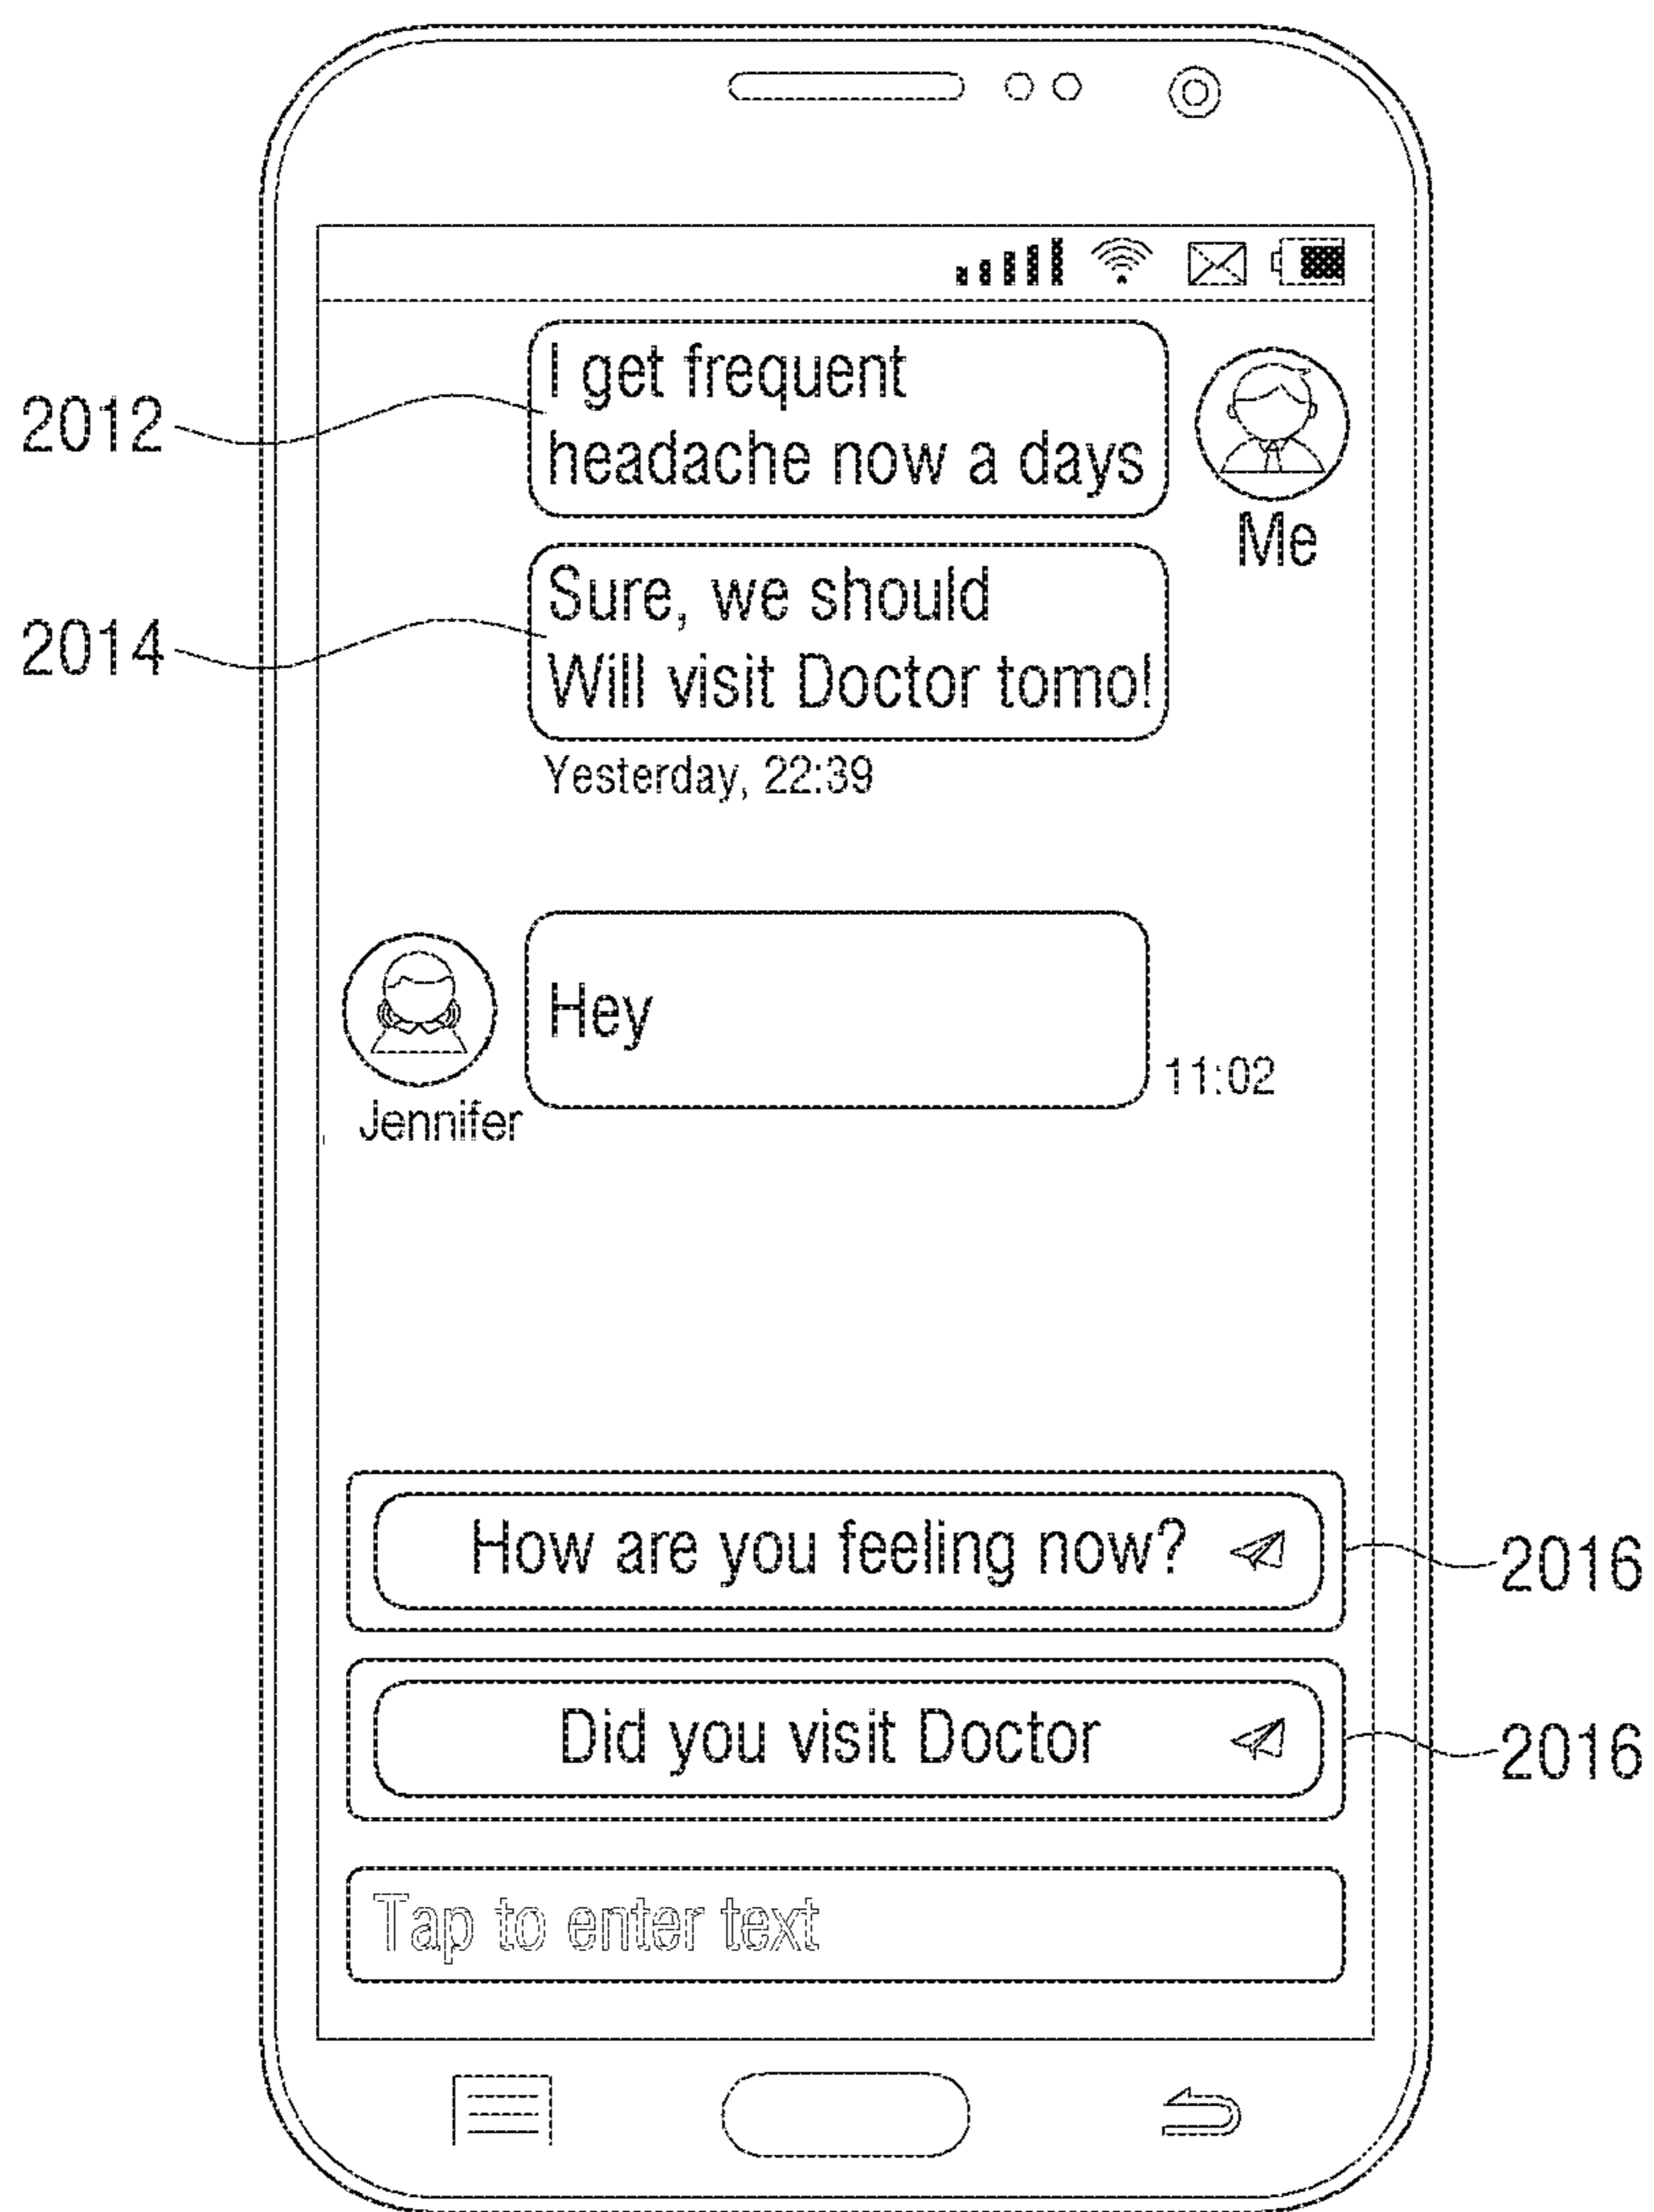 2012
I get frequent
headache now a days
Me
2014
Sure, we should
Will visit Doctor tomo!
Yesterday, 22:39
Hey
11:02
Jennifer
How are you feeling now?
2016
Did you visit Doctor
2016
Tap to enter text